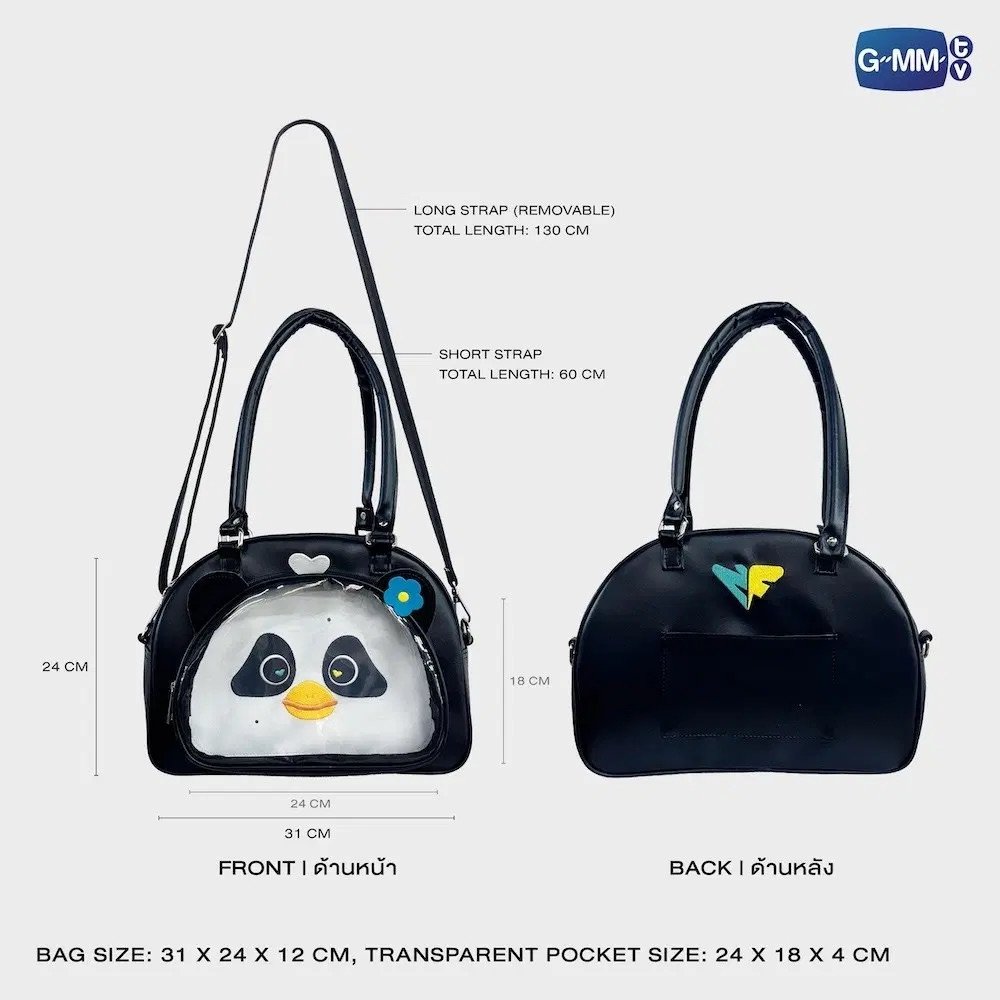 G"MM'
tv
LONG STRAP (REMOVABLE)
TOTAL LENGTH: 130 CM
SHORT STRAP
TOTAL LENGTH: 60 CM
24 CM
18 CM
24 CM
31 CM
FRONT | ด้านหน้า
BACK | ด้านหลัง
NF
BAG SIZE: 31 X 24 X 12 CM, TRANSPARENT POCKET SIZE: 24 X 18 X 4 CM